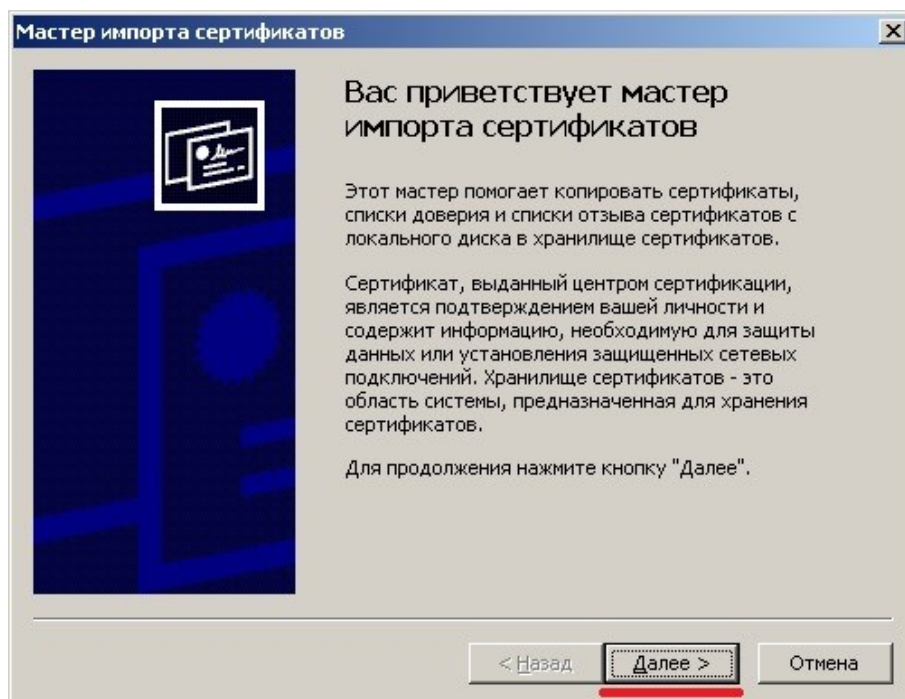 Мастер импорта сертификатов
Вас приветствует мастер
импорта сертификатов
Этот мастер помогает копировать сертификаты,
списки доверия и списки отзыва сертификатов с
локального диска в хранилище сертификатов.
Сертификат, выданный центром сертификации,
является подтверждением вашей личности и
содержит информацию, необходимую для защиты
данных или установления защищенных сетевых
подключений. Хранилище сертификатов - это
область системы, предназначенная для хранения
сертификатов.
Для продолжения нажмите кнопку "Далее".
< Назад Далее > Отмена